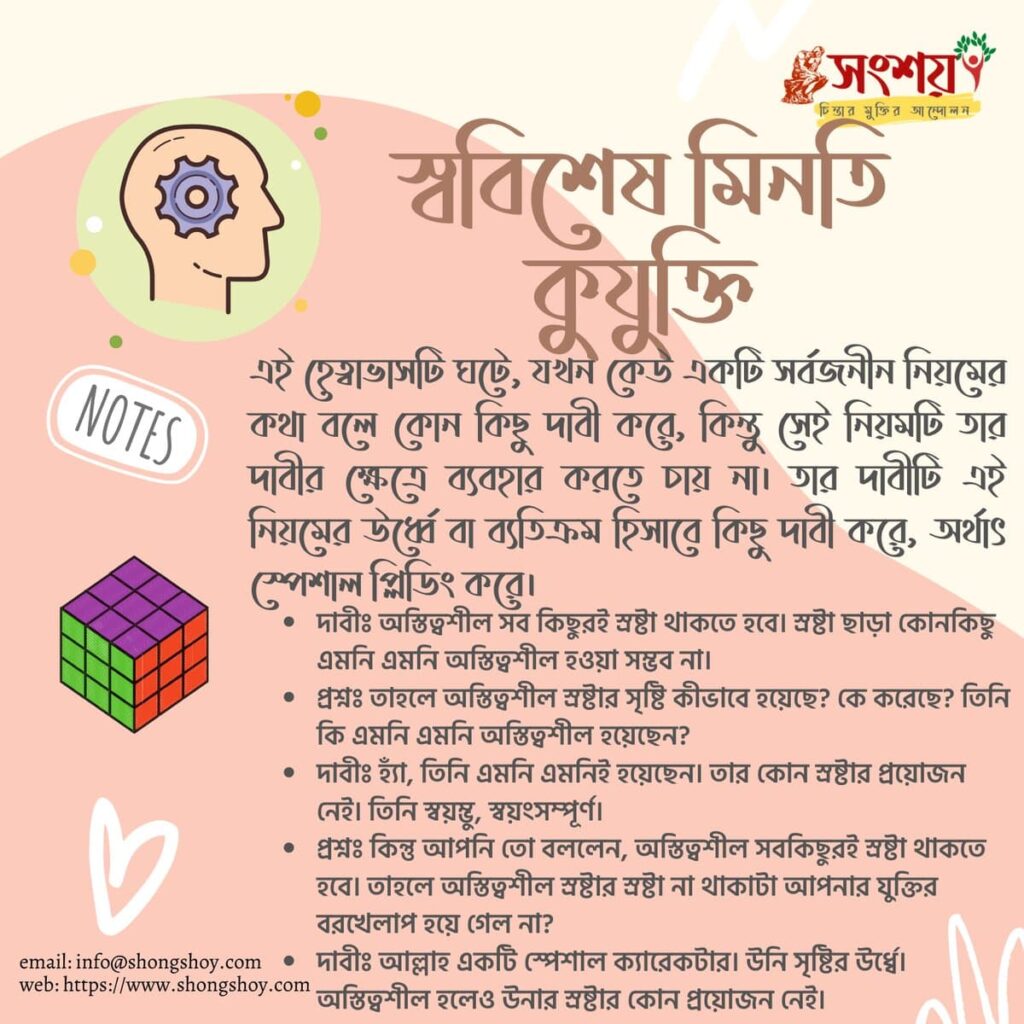 সংশয়
চিন্তার মুক্তির আন্দোলন
স্ববিশেষ মিনতি
কুযুক্তি
NOTES
এই হেত্বাভাসটি ঘটে, যখন কেউ একটি সর্বজনীন নিয়মের
কথা বলে কোন কিছু দাবী করে, কিন্তু সেই নিয়মটি তার
দাবীর ক্ষেত্রে ব্যবহার করতে চায় না। তার দাবীটি এই
নিয়মের উর্ধ্বে বা ব্যতিক্রম হিসাবে কিছু দাবী করে, অর্থাৎ
স্পেশাল প্লিডিং করে।
• দাবীঃ অস্তিত্বশীল সব কিছুরই স্রষ্টা থাকতে হবে। স্রষ্টা ছাড়া কোনকিছু
এমনি এমনি অস্তিত্বশীল হওয়া সম্ভব না।
• প্রশ্নঃ তাহলে অস্তিত্বশীল স্রষ্টার সৃষ্টি কীভাবে হয়েছে? কে করেছে? তিনি
কি এমনি এমনি অস্তিত্বশীল হয়েছেন?
• দাবীঃ হ্যাঁ, তিনি এমনি এমনিই হয়েছেন। তার কোন স্রষ্টার প্রয়োজন
নেই। তিনি স্বয়ম্ভু, স্বয়ংসম্পূর্ণ।
• প্রশ্নঃ কিন্তু আপনি তো বললেন, অস্তিত্বশীল সবকিছুরই স্রষ্টা থাকতে
হবে। তাহলে অস্তিত্বশীল স্রষ্টার স্রষ্টা না থাকাটা আপনার যুক্তির
বরখেলাপ হয়ে গেল না?
• দাবীঃ আল্লাহ একটি স্পেশাল ক্যারেকটার। উনি সৃষ্টির উর্ধ্বে।
অস্তিত্বশীল হলেও উনার স্রষ্টার কোন প্রয়োজন নেই।
email: info@shongshoy.com
web: https://www.shongshoy.com